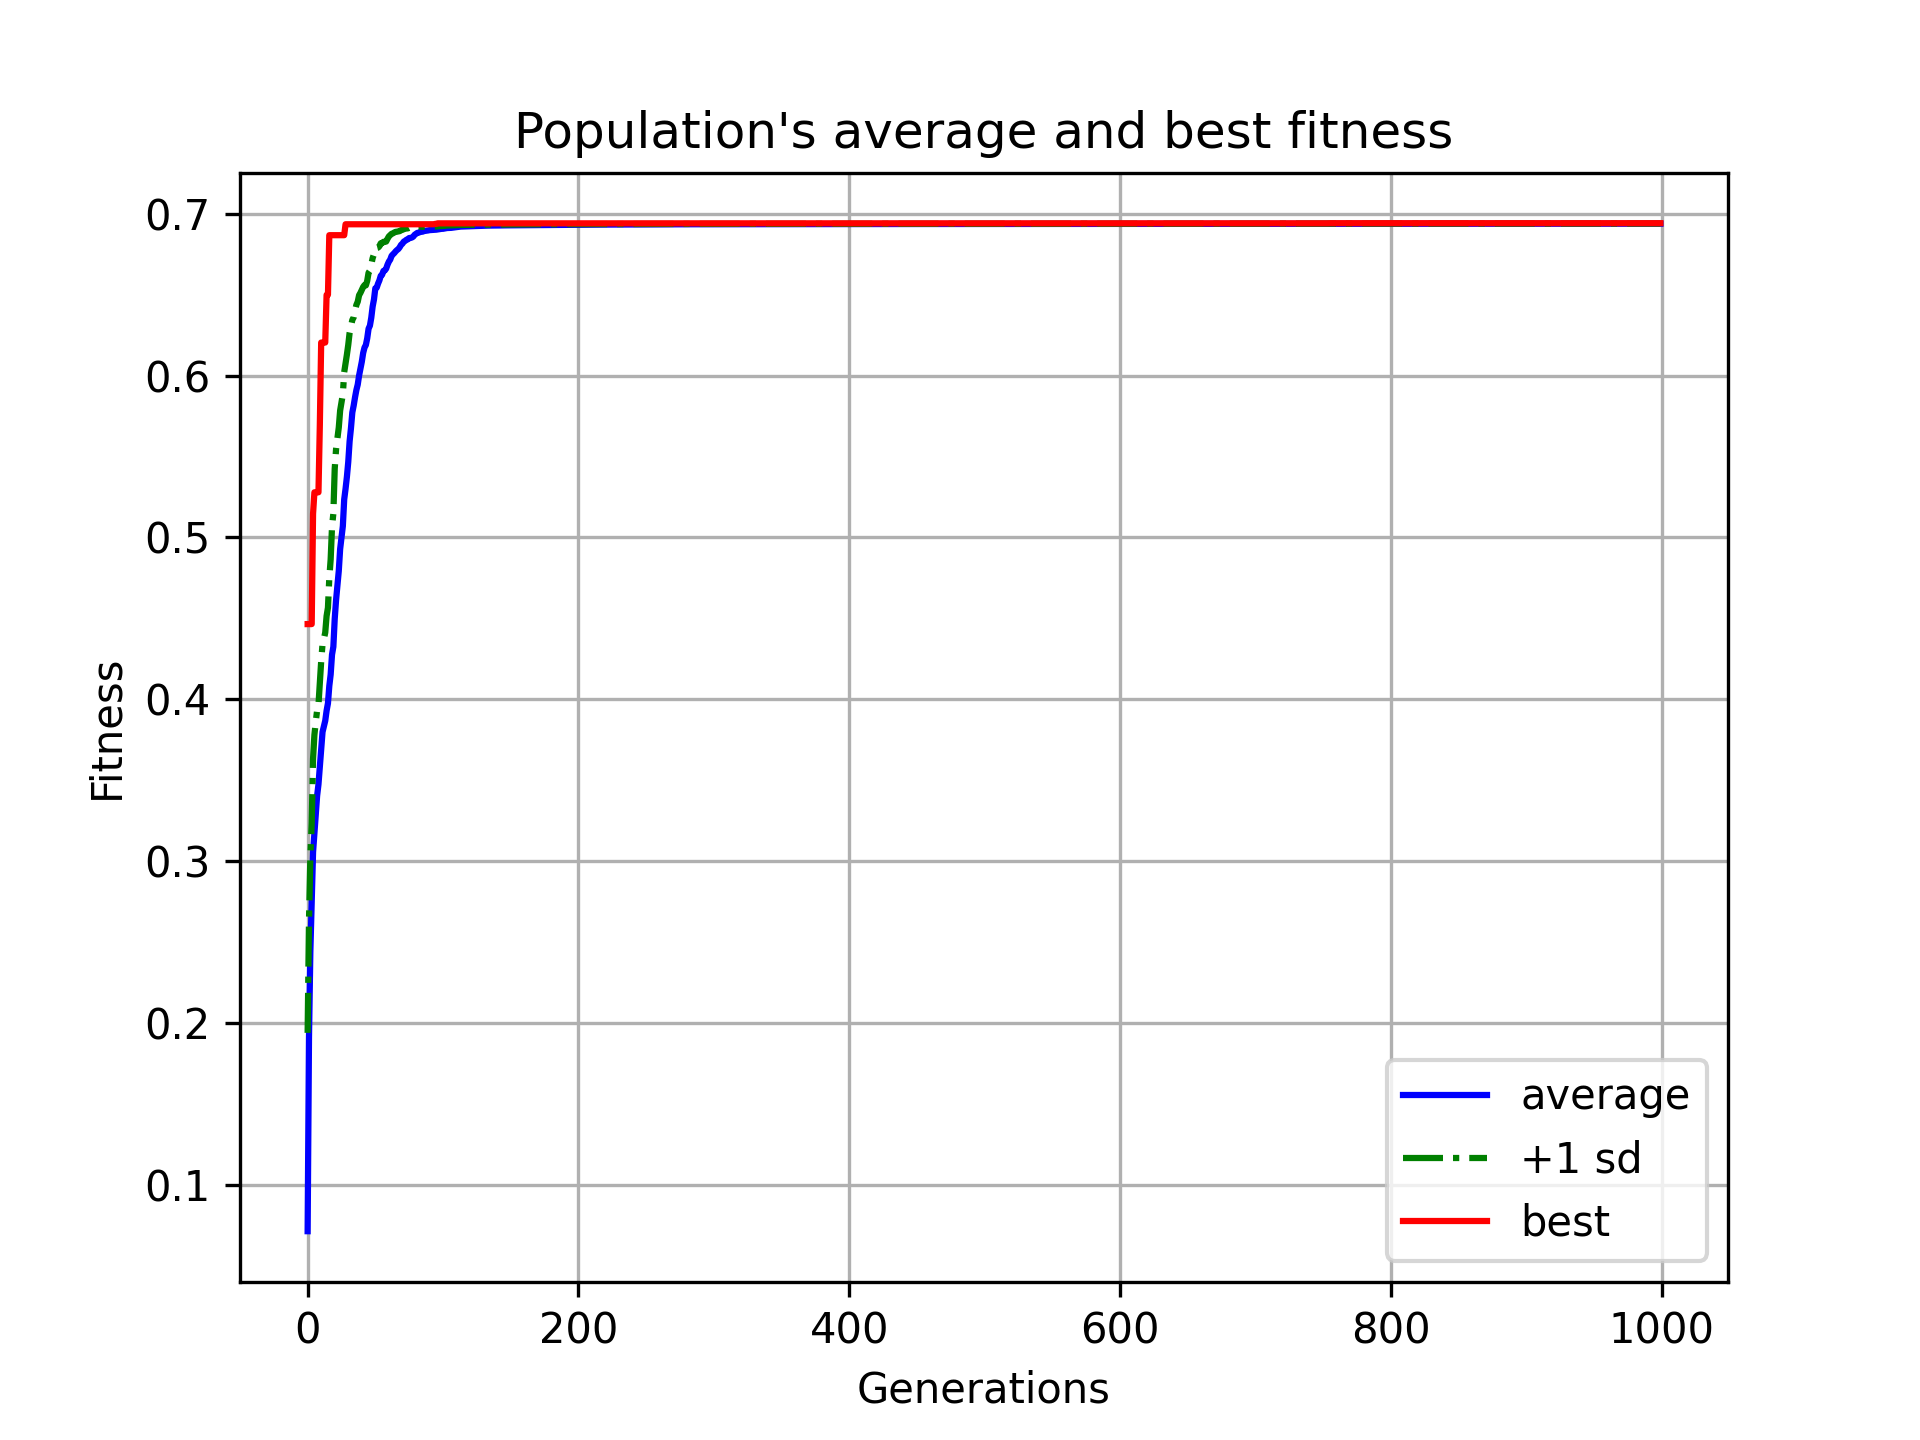 Population's average and best fitness
0.7
0.6
0.5
0.4
0.3
0.2
0.1
Fitness
average
+1 sd
best
0 200 400 600 800 1000
Generations